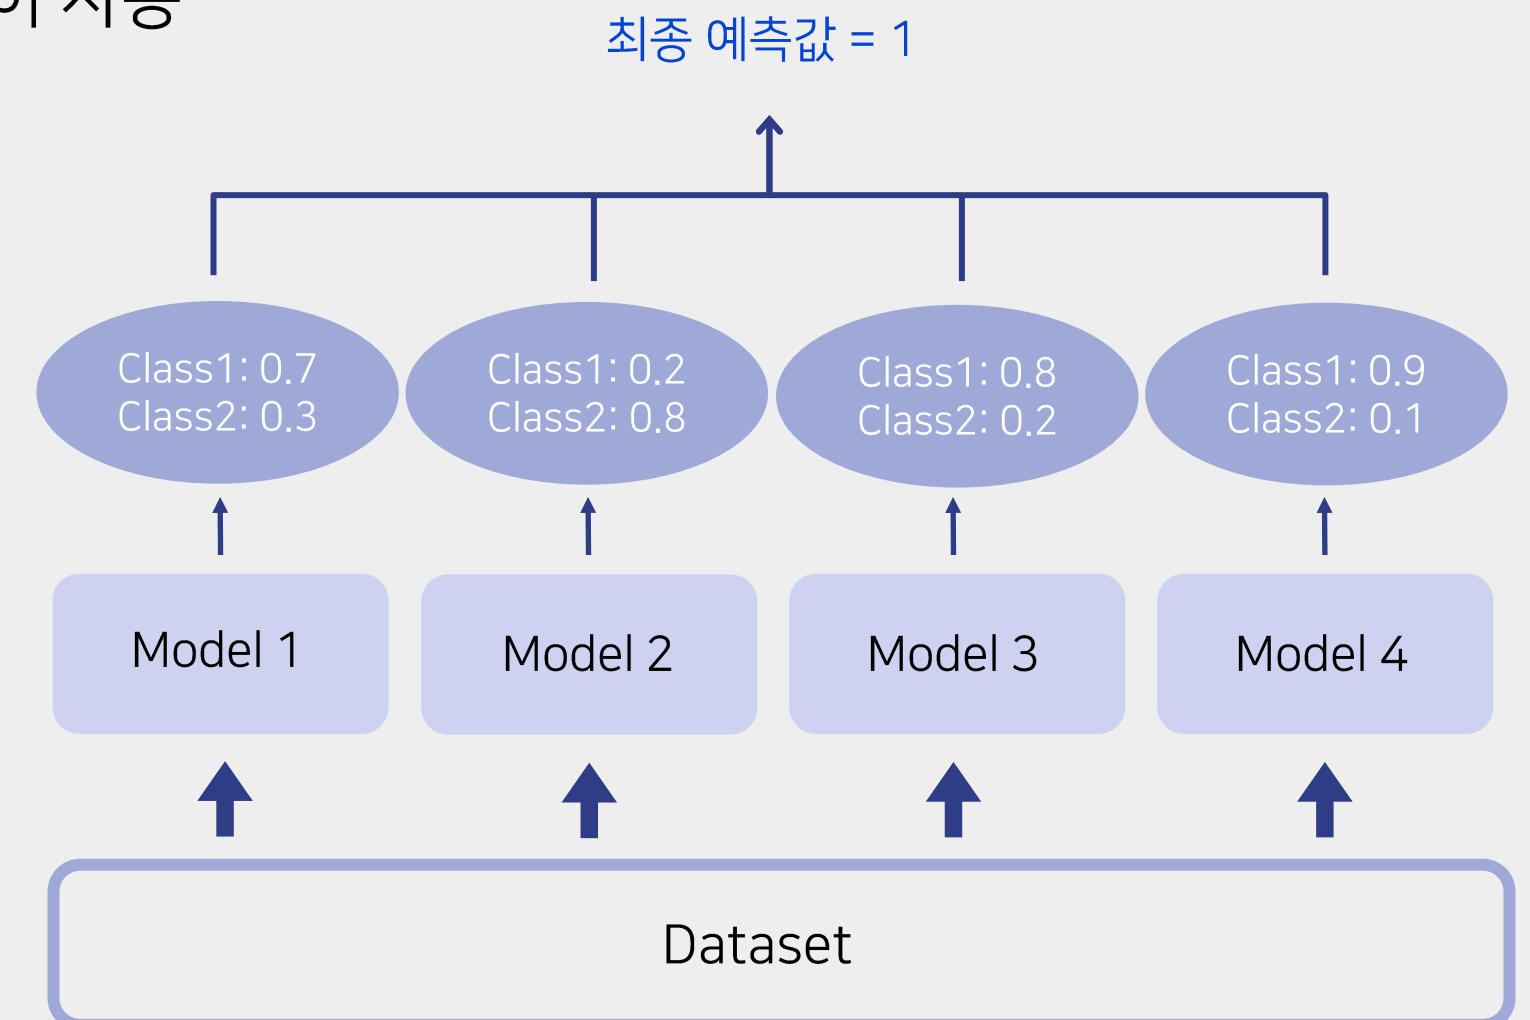 최종 예측값 = 1
Class1: 0.7
Class2: 0.3
Class1: 0.2
Class2: 0.8
Class1: 0.8
Class2: 0.2
Class1: 0.9
Class2: 0.1
Model 1
Model 2
Model 3
Model 4
Dataset